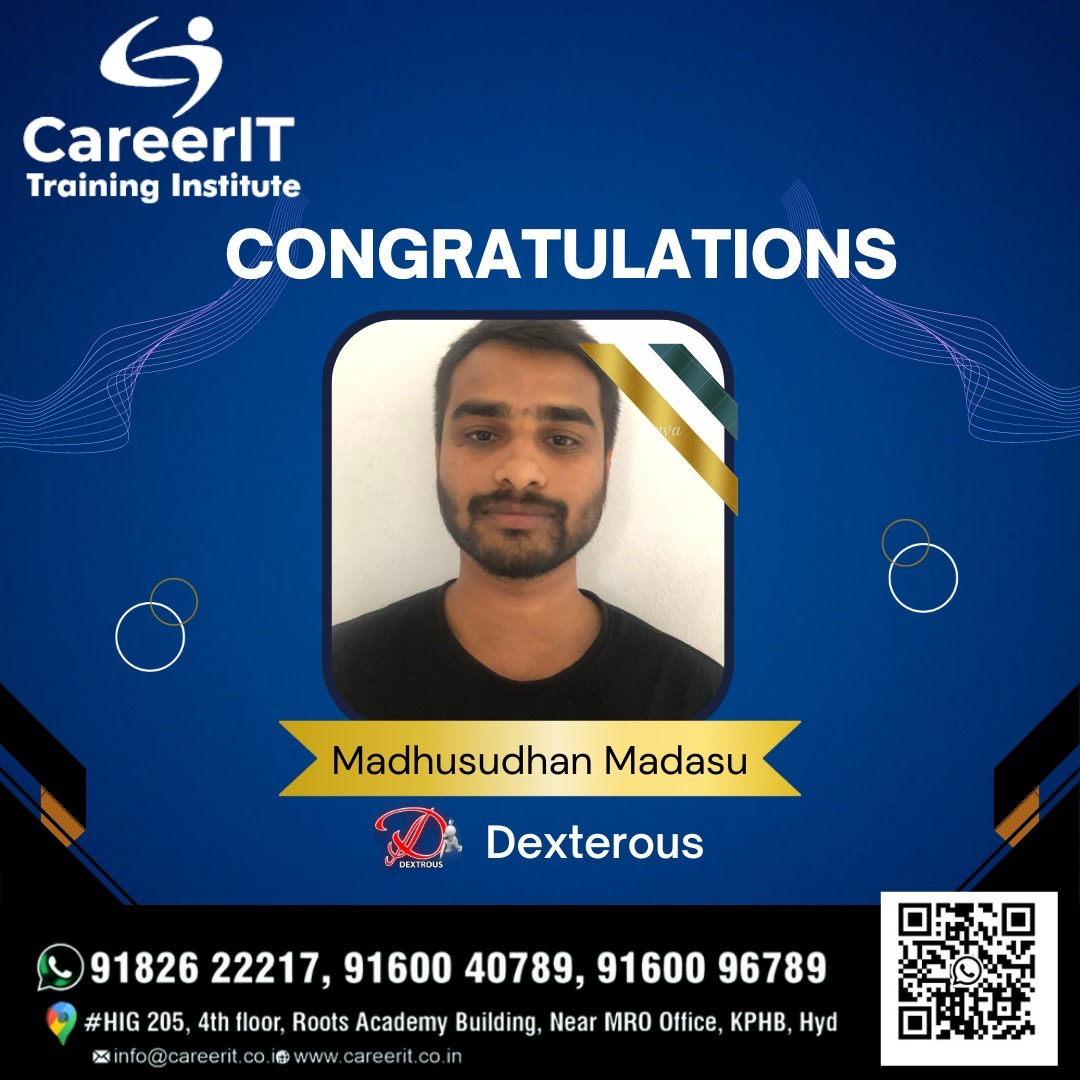 CareerIT
Training Institute
CONGRATULATIONS
wa
Madhusudhan Madasu
DEXTROUS
Dexterous
91826 22217, 91600 40789, 91600 96789
#HIG 205, 4th floor, Roots Academy Building, Near MRO Office, KPHB, Hyd
info@careerit.co.i www.careerit.co.in